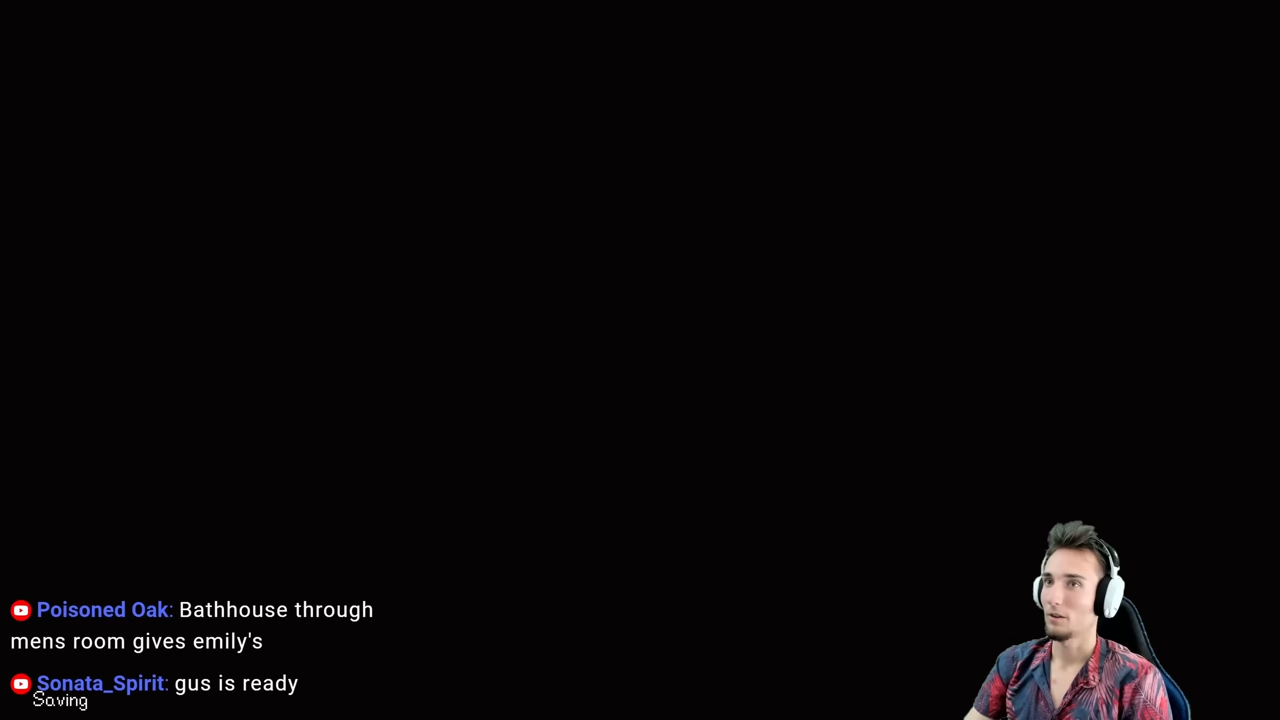 Poisoned Oak: Bathhouse through
mens room gives emily's
Sonata_Spirit: gus is ready
Saving